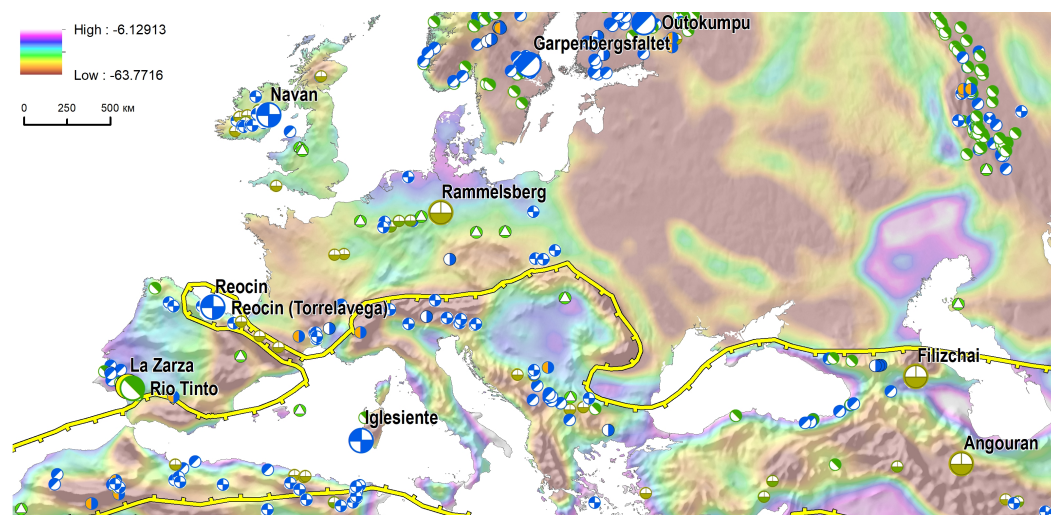 High : -6.12913
Low : -63.7716
0 250 500 км
Outokumpu
Garpenbergsfaltet
Navan
Rammelsberg
Reocin
Reocin (Torrelavega)
La Zarza
Rio Tinto
Filizchai
Iglesiente
Angouran